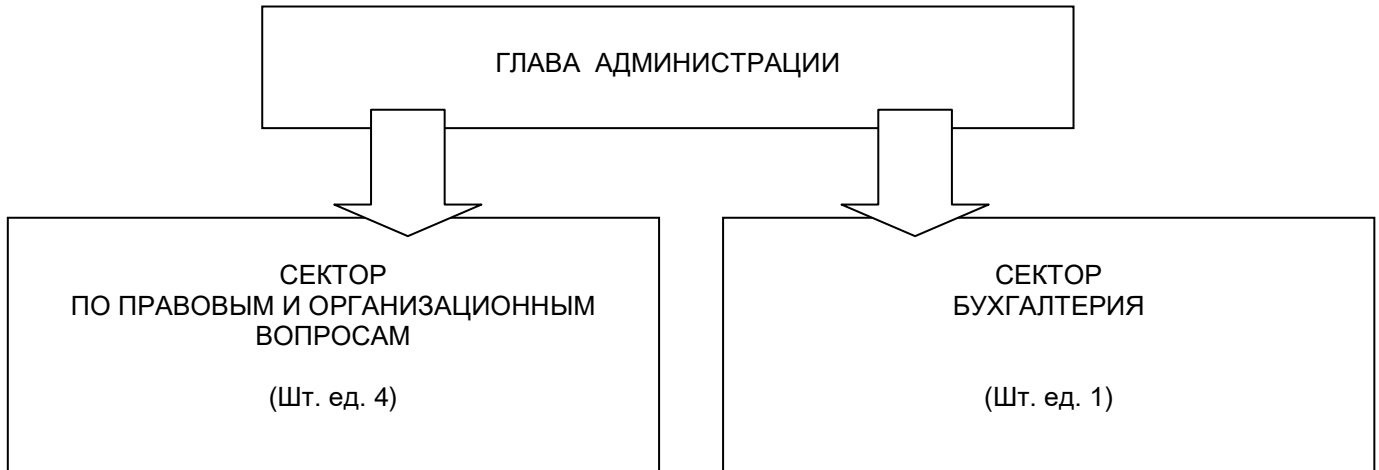 ГЛАВА АДМИНИСТРАЦИИ
СЕКТОР
ПО ПРАВОВЫМ И ОРГАНИЗАЦИОННЫМ
ВОПРОСАМ
(Шт. ед. 4)
СЕКТОР
БУХГАЛТЕРИЯ
(Шт. ед. 1)